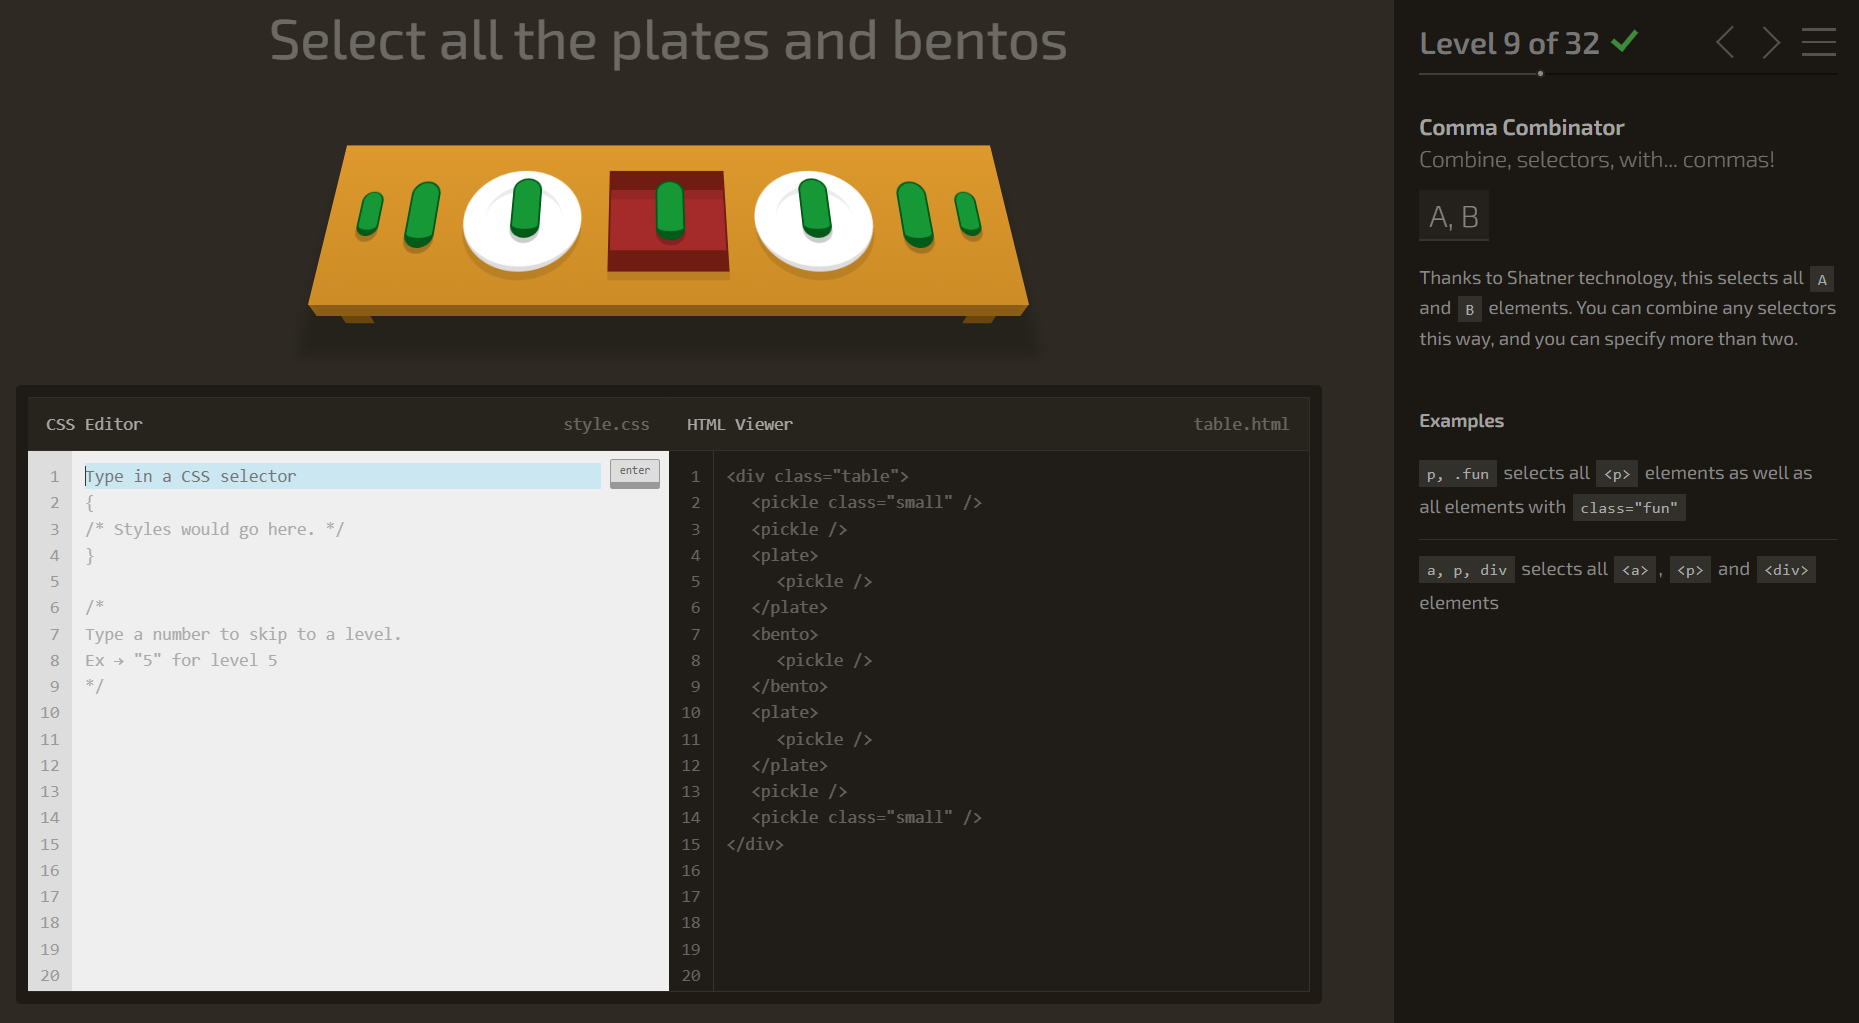 Select all the plates and bentos
CSS Editor style.css
1 Type in a CSS selector enter
2 {
3 /* Styles would go here. */
4 }
5
6 /*
7 Type a number to skip to a level.
8 Ex → "5" for level 5
9 */
10
11
12
13
14
15
16
17
18
19
20
HTML Viewer table.html
1 <div class="table">
2 <pickle class="small" />
3 <pickle />
4 <plate>
5 <pickle />
6 </plate>
7 <bento>
8 <pickle />
9 </bento>
10 <plate>
11 <pickle />
12 </plate>
13 <pickle />
14 <pickle class="small" />
15 </div>
16
17
18
19
20
Level 9 of 32
Comma Combinator
Combine, selectors, with... commas!
A, B
Thanks to Shatner technology, this selects all A
and B elements. You can combine any selectors
this way, and you can specify more than two.
Examples
p, .fun selects all <p> elements as well as
all elements with class="fun"
a, p, div selects all <a> , <p> and <div>
elements